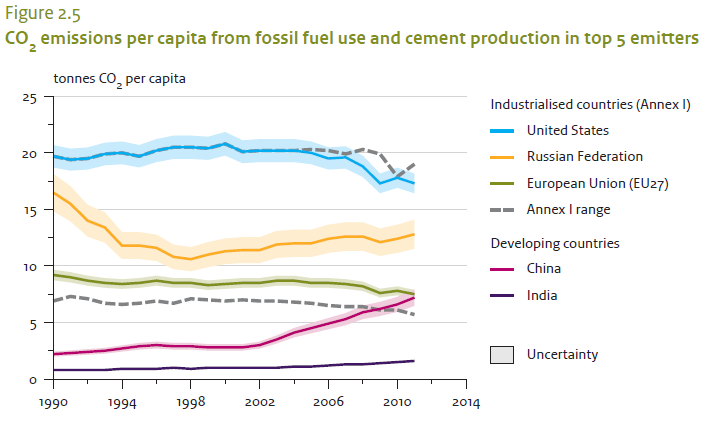 Figure 2.5
CO2 emissions per capita from fossil fuel use and cement production in top 5 emitters
tonnes CO2 per capita
25
20
15
10
5
0
1990 1994 1998 2002 2006 2010 2014
Industrialised countries (Annex I)
United States
Russian Federation
European Union (EU27)
Annex I range
Developing countries
China
India
Uncertainty